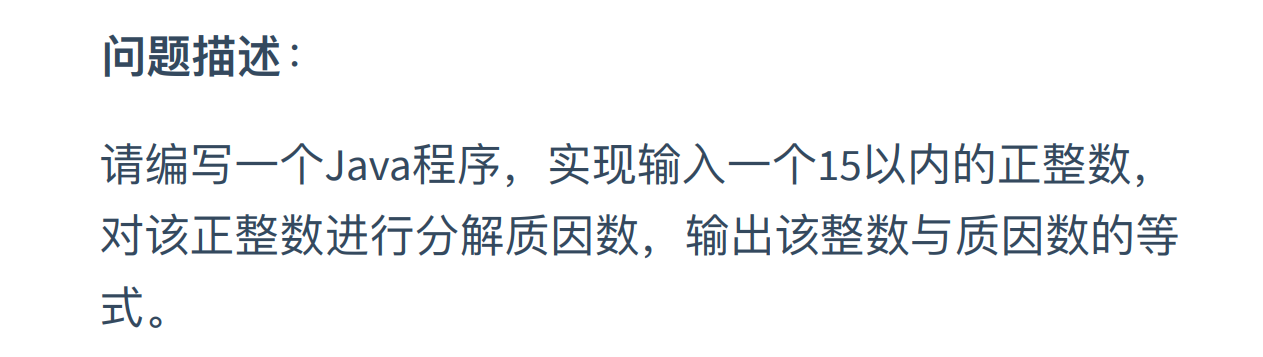 问题描述：
请编写一个Java程序，实现输入一个15以内的正整数，
对该正整数进行分解质因数，输出该整数与质因数的等
式。